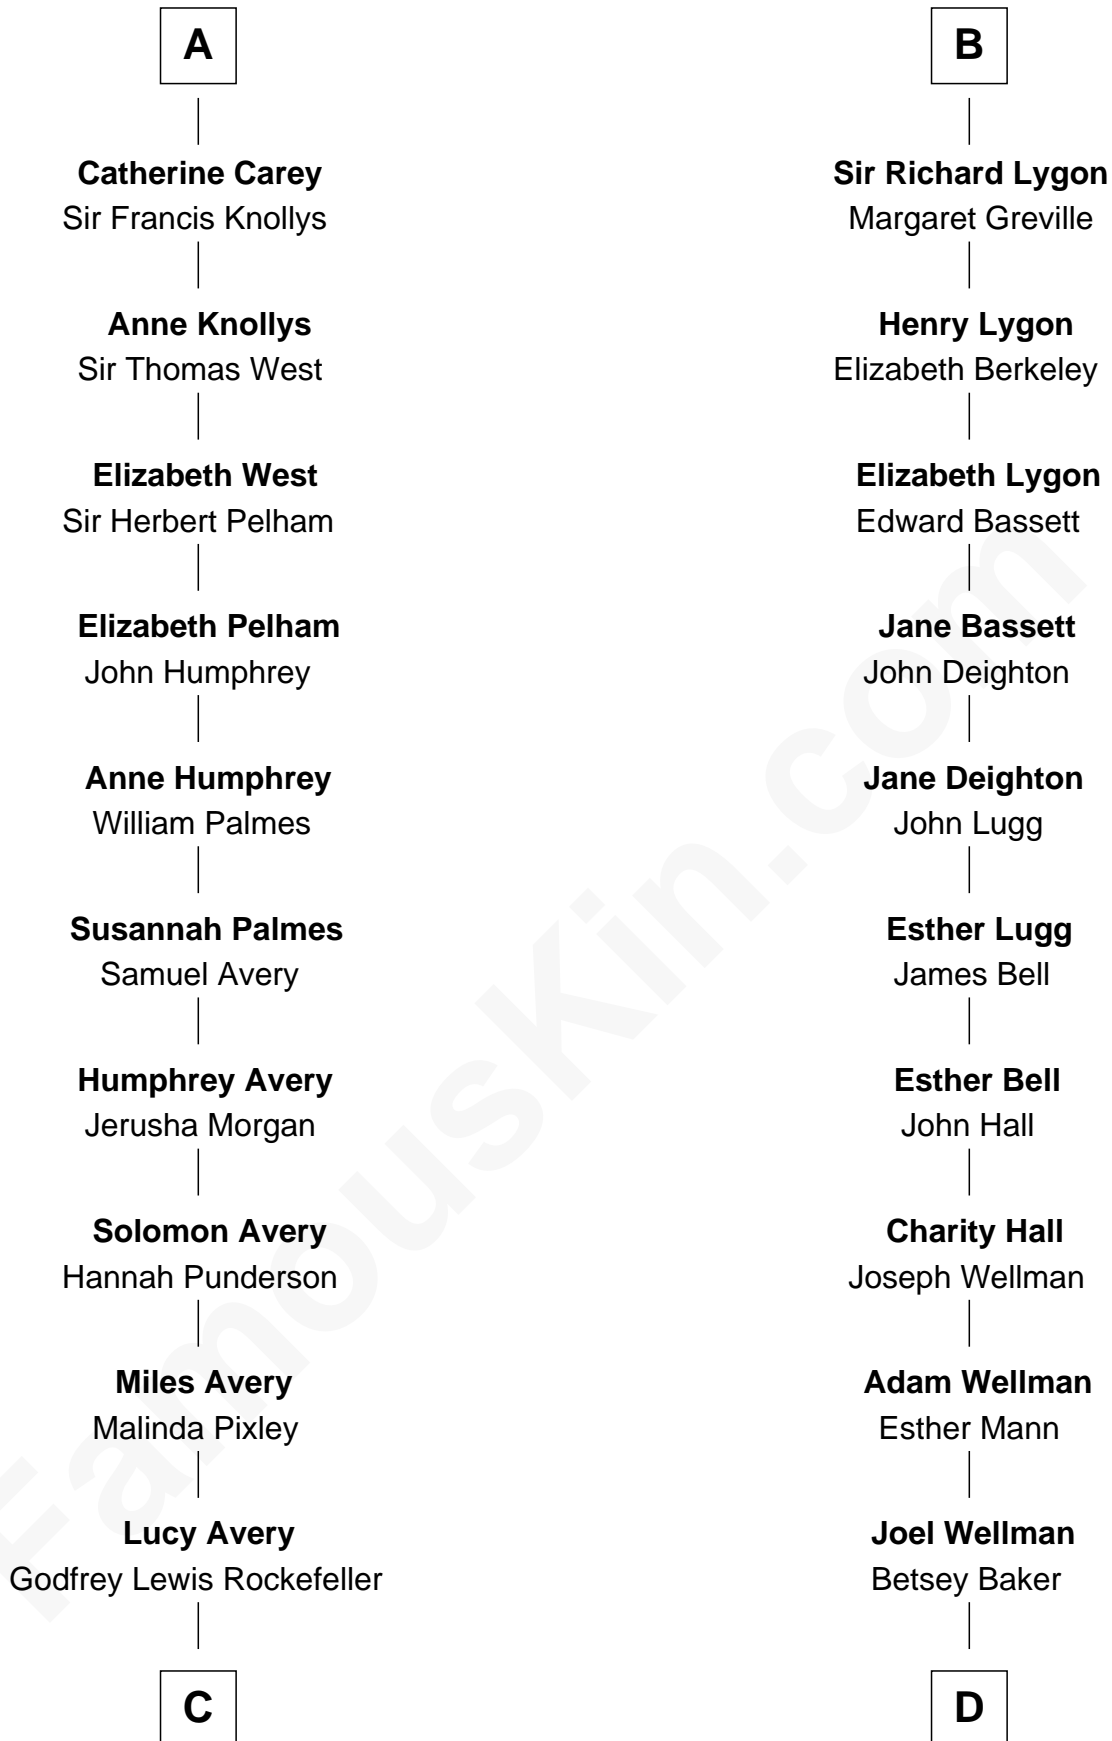 A
Catherine Carey
Sir Francis Knollys
Anne Knollys
Sir Thomas West
Elizabeth West
Sir Herbert Pelham
Elizabeth Pelham
John Humphrey
Anne Humphrey
William Palmes
Susannah Palmes
Samuel Avery
Humphrey Avery
Jerusha Morgan
Solomon Avery
Hannah Punderson
Miles Avery
Malinda Pixley
Lucy Avery
Godfrey Lewis Rockefeller
C
B
Sir Richard Lygon
Margaret Greville
Henry Lygon
Elizabeth Berkeley
Elizabeth Lygon
Edward Bassett
Jane Bassett
John Deighton
Jane Deighton
John Lugg
Esther Lugg
James Bell
Esther Bell
John Hall
Charity Hall
Joseph Wellman
Adam Wellman
Esther Mann
Joel Wellman
Betsey Baker
D
FamousKin.com